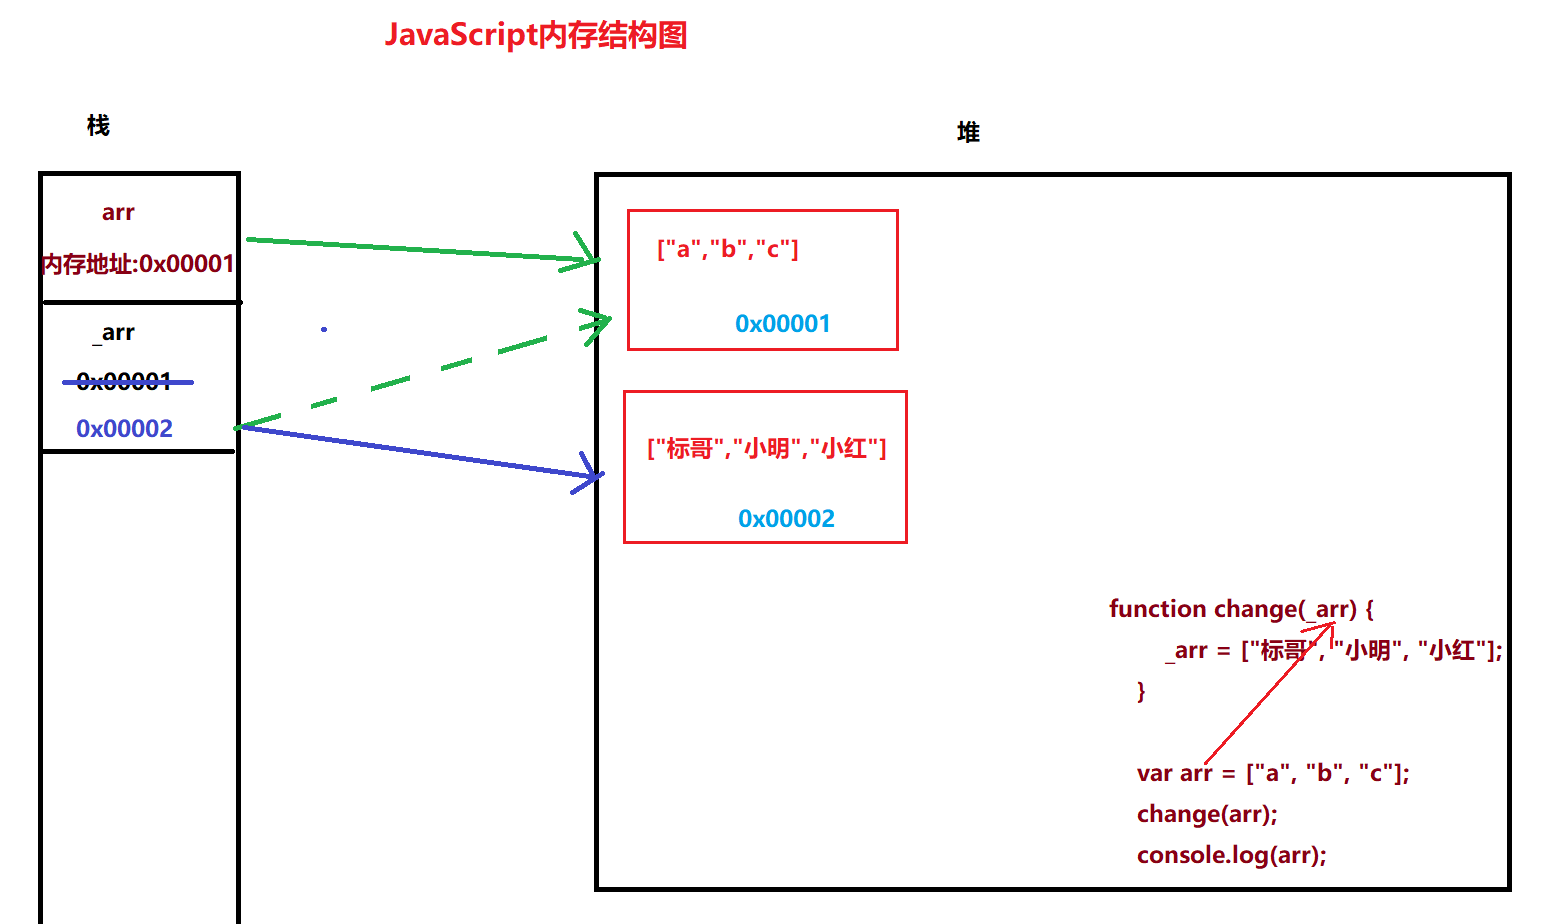 JavaScript内存结构图
栈
堆
arr
内存地址:0x00001
_arr
0x00001
0x00002
["a","b","c"]
0x00001
["标哥","小明","小红"]
0x00002
function change(_arr) {
_arr = ["标哥", "小明", "小红"];
}
var arr = ["a", "b", "c"];
change(arr);
console.log(arr);